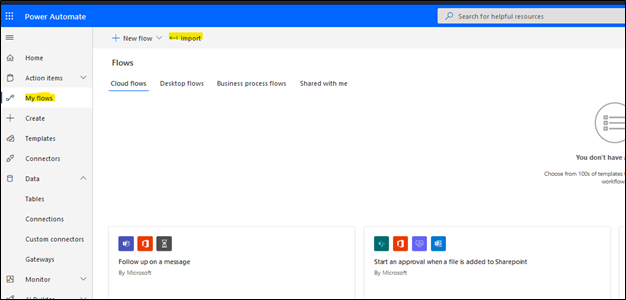 Power Automate
Search for helpful resources
New flow
Import
Home
Action items
My flows
Create
Templates
Connectors
Data
Tables
Connections
Custom connectors
Gateways
Monitor
Flows
Cloud flows
Desktop flows
Business process flows
Shared with me
You don't have a
Choose from 100s of templates
workflow
Follow up on a message
By Microsoft
Start an approval when a file is added to Sharepoint
By Microsoft